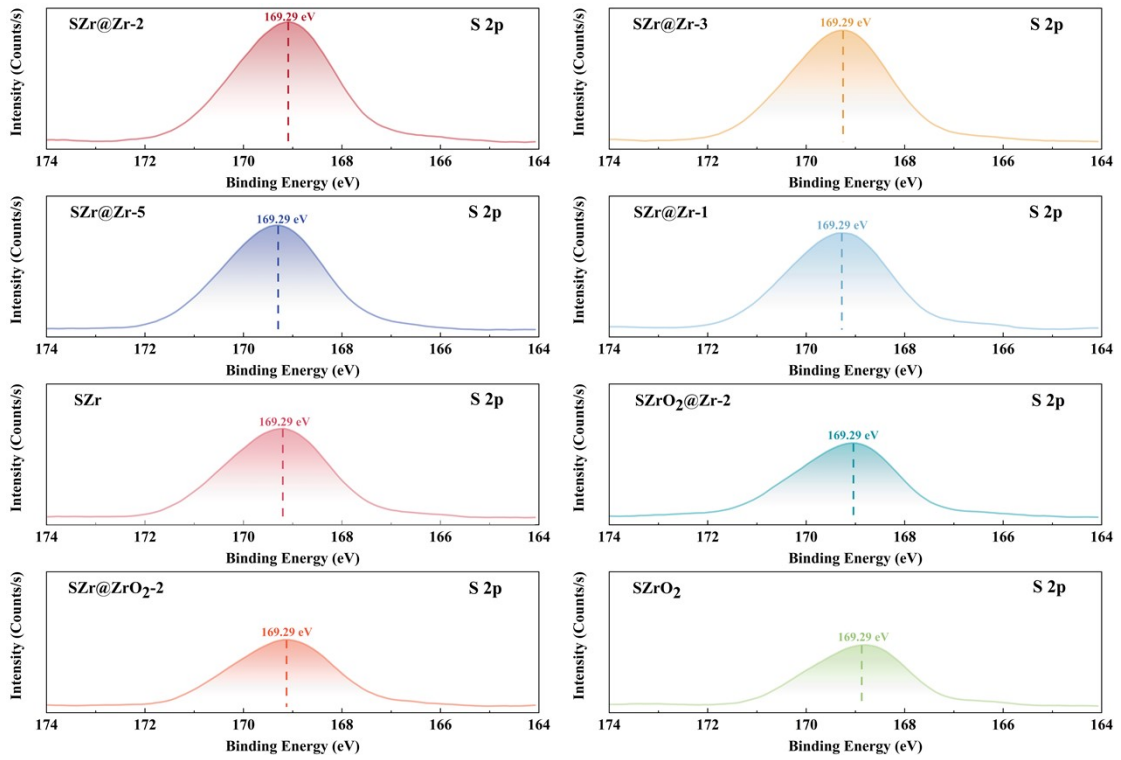 SZr@Zr-2
169.29 eV
S 2p
Intensity (Counts/s)
174 172 170 168 166 164
Binding Energy (eV)
SZr@Zr-3
169.29 eV
S 2p
Intensity (Counts/s)
174 172 170 168 166 164
Binding Energy (eV)
SZr@Zr-5
169.29 eV
S 2p
Intensity (Counts/s)
174 172 170 168 166 164
Binding Energy (eV)
SZr@Zr-1
169.29 eV
S 2p
Intensity (Counts/s)
174 172 170 168 166 164
Binding Energy (eV)
SZr
169.29 eV
S 2p
Intensity (Counts/s)
174 172 170 168 166 164
Binding Energy (eV)
SZrO₂@Zr-2
169.29 eV
S 2p
Intensity (Counts/s)
174 172 170 168 166 164
Binding Energy (eV)
SZr@ZrO₂-2
169.29 eV
S 2p
Intensity (Counts/s)
174 172 170 168 166 164
Binding Energy (eV)
SZrO₂
169.29 eV
S 2p
Intensity (Counts/s)
174 172 170 168 166 164
Binding Energy (eV)